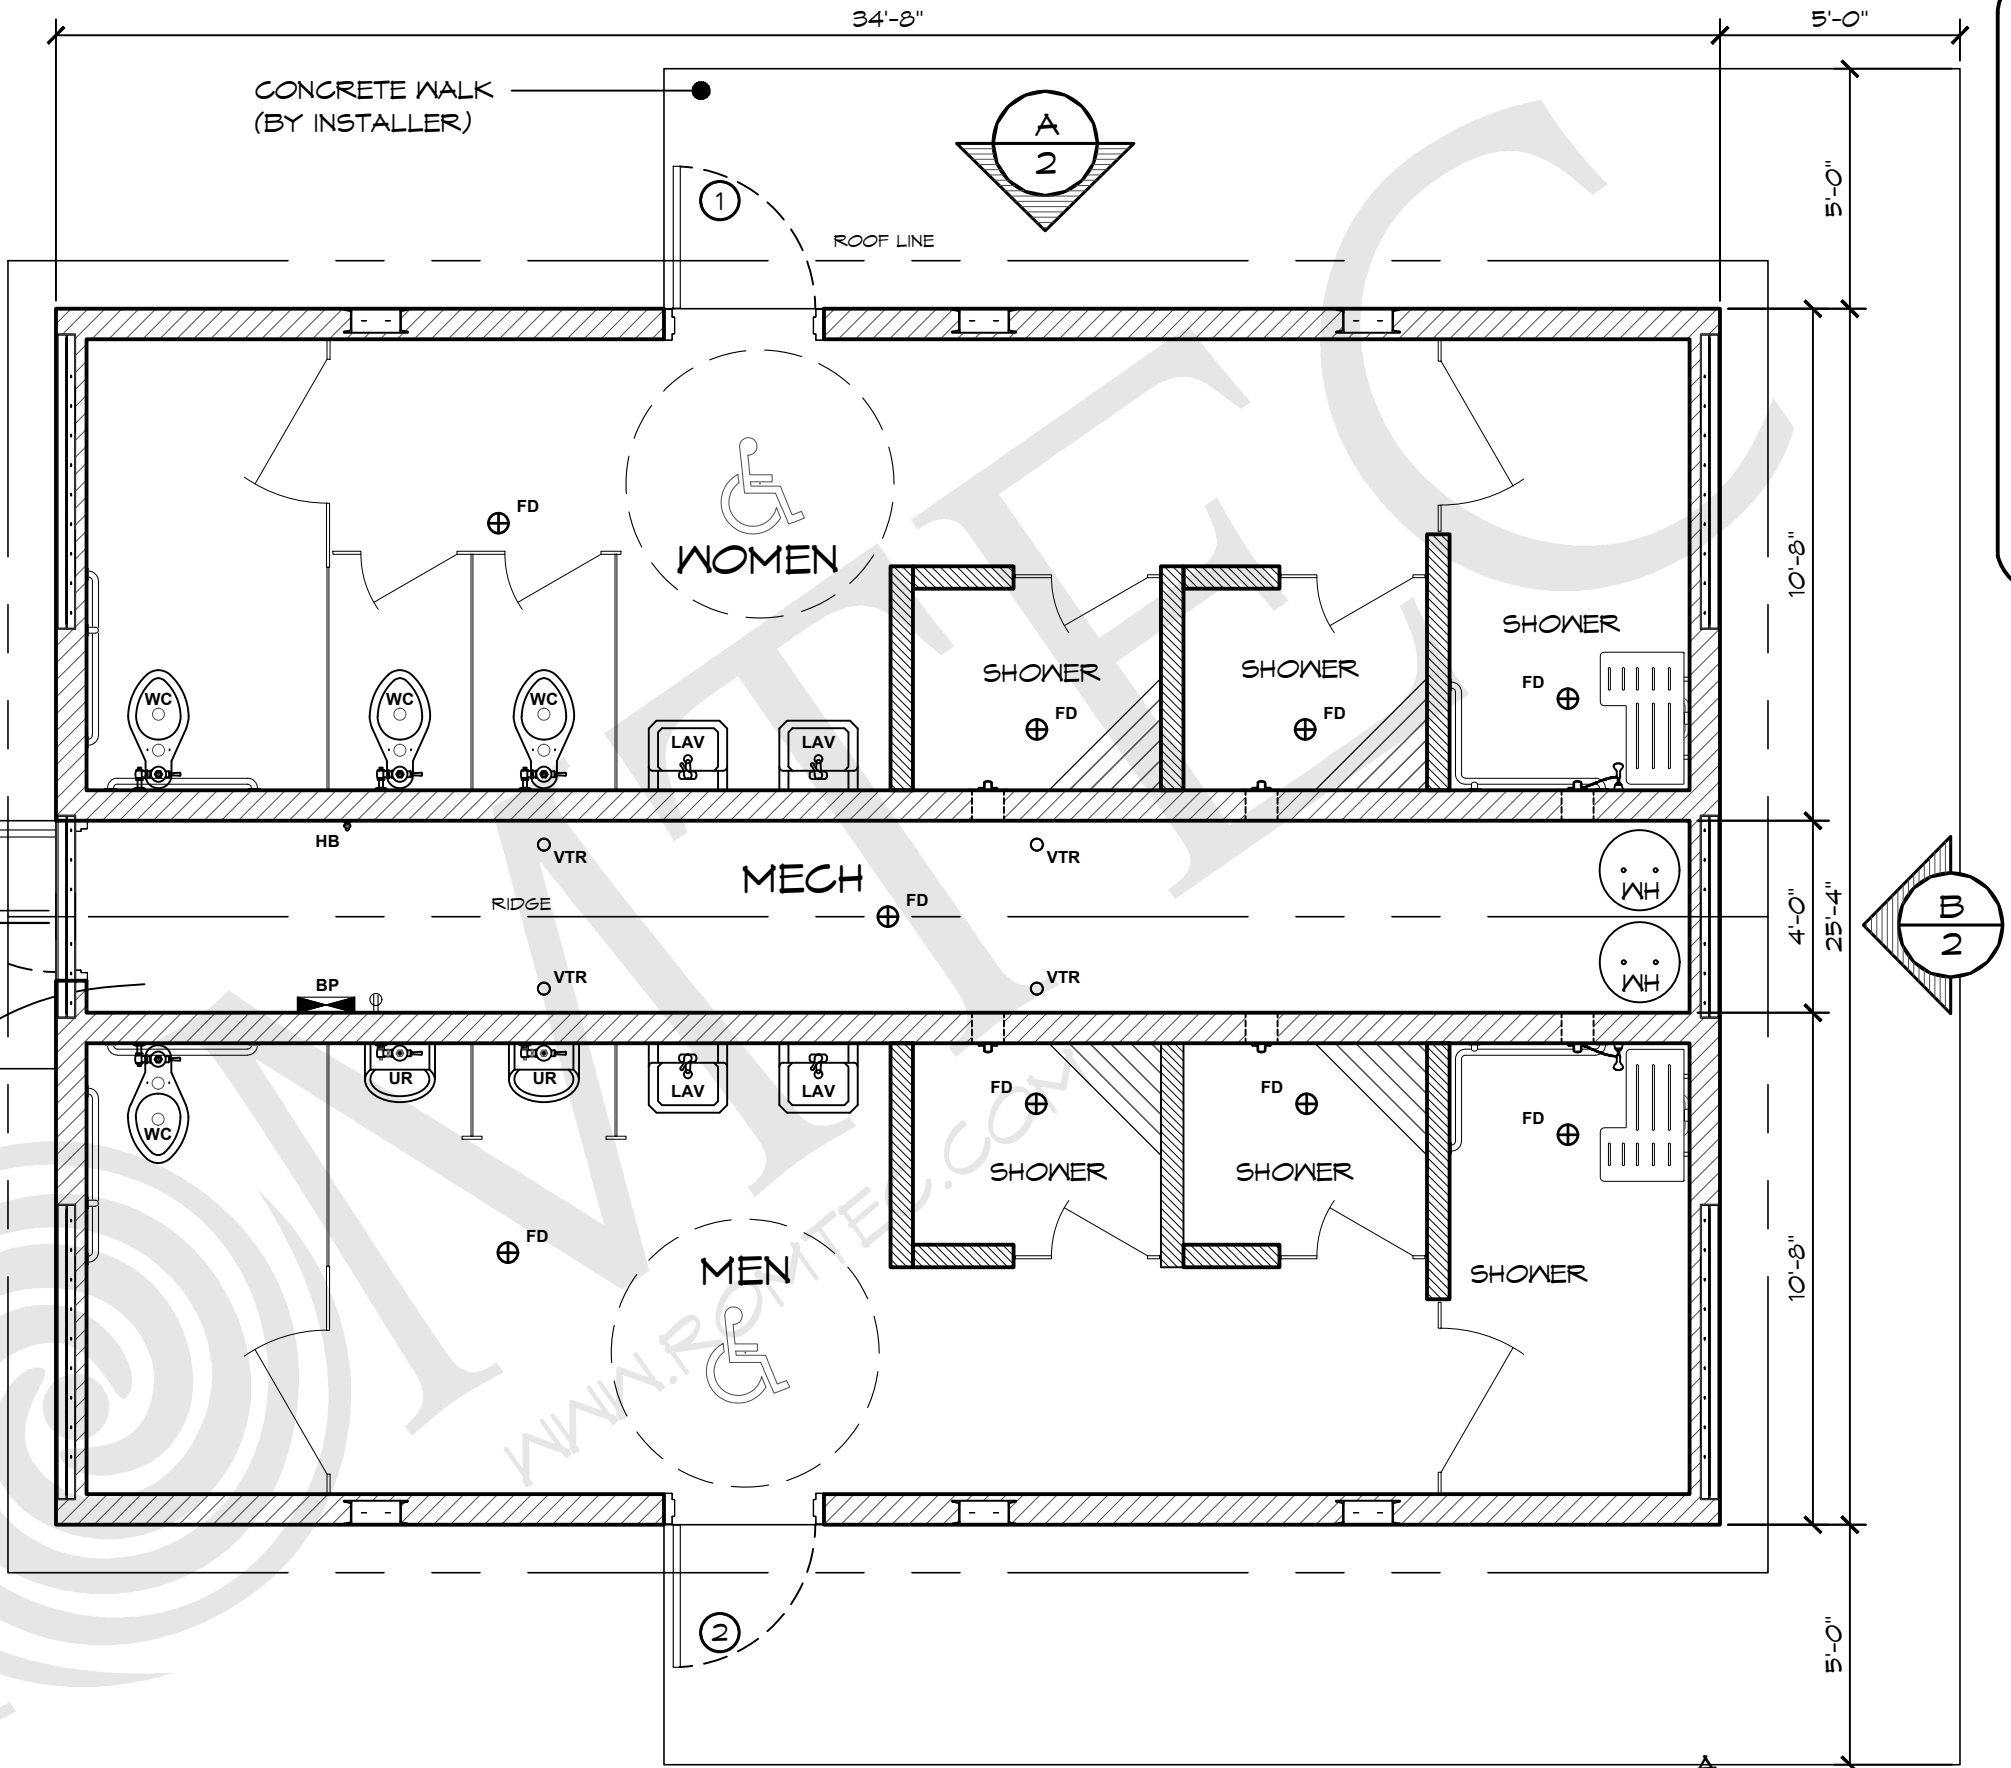 34'-8"
5'-0"
CONCRETE WALK
(BY INSTALLER)
A
2
1
5'-0"
ROOF LINE
FD
WOMEN
10'-8"
SHOWER
SHOWER
SHOWER
FD
WC
WC
WC
FD
FD
LAV
LAV
HB
VTR
VTR
MECH
WH
RIDGE
FD
4'-0"
25'-4"
B
2
BP
VTR
VTR
WH
UR
UR
LAV
LAV
FD
FD
FD
WC
SHOWER
SHOWER
FD
MEN
SHOWER
10'-8"
2
5'-0"
MTEC
WWW.ROMTEC.COM